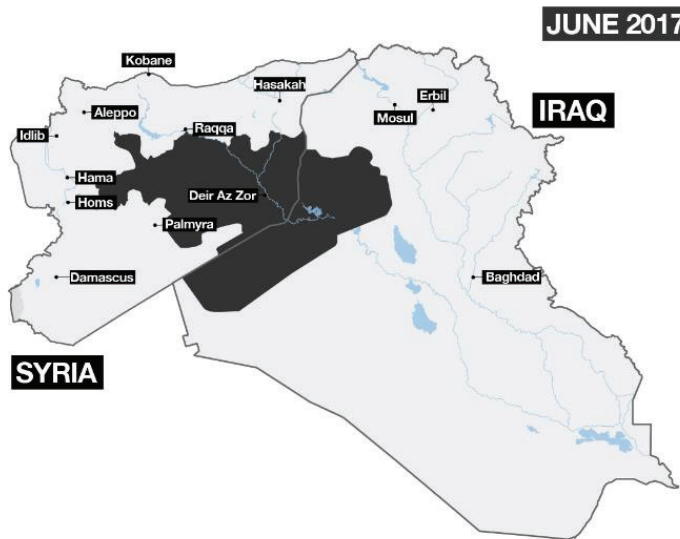 JUNE 2017
Kobane
Hasakah
Erbil
Aleppo
Mosul
IRAQ
Raqqa
Idlib
Hama
Deir Az Zor
Homs
Palmyra
Damascus
Baghdad
SYRIA